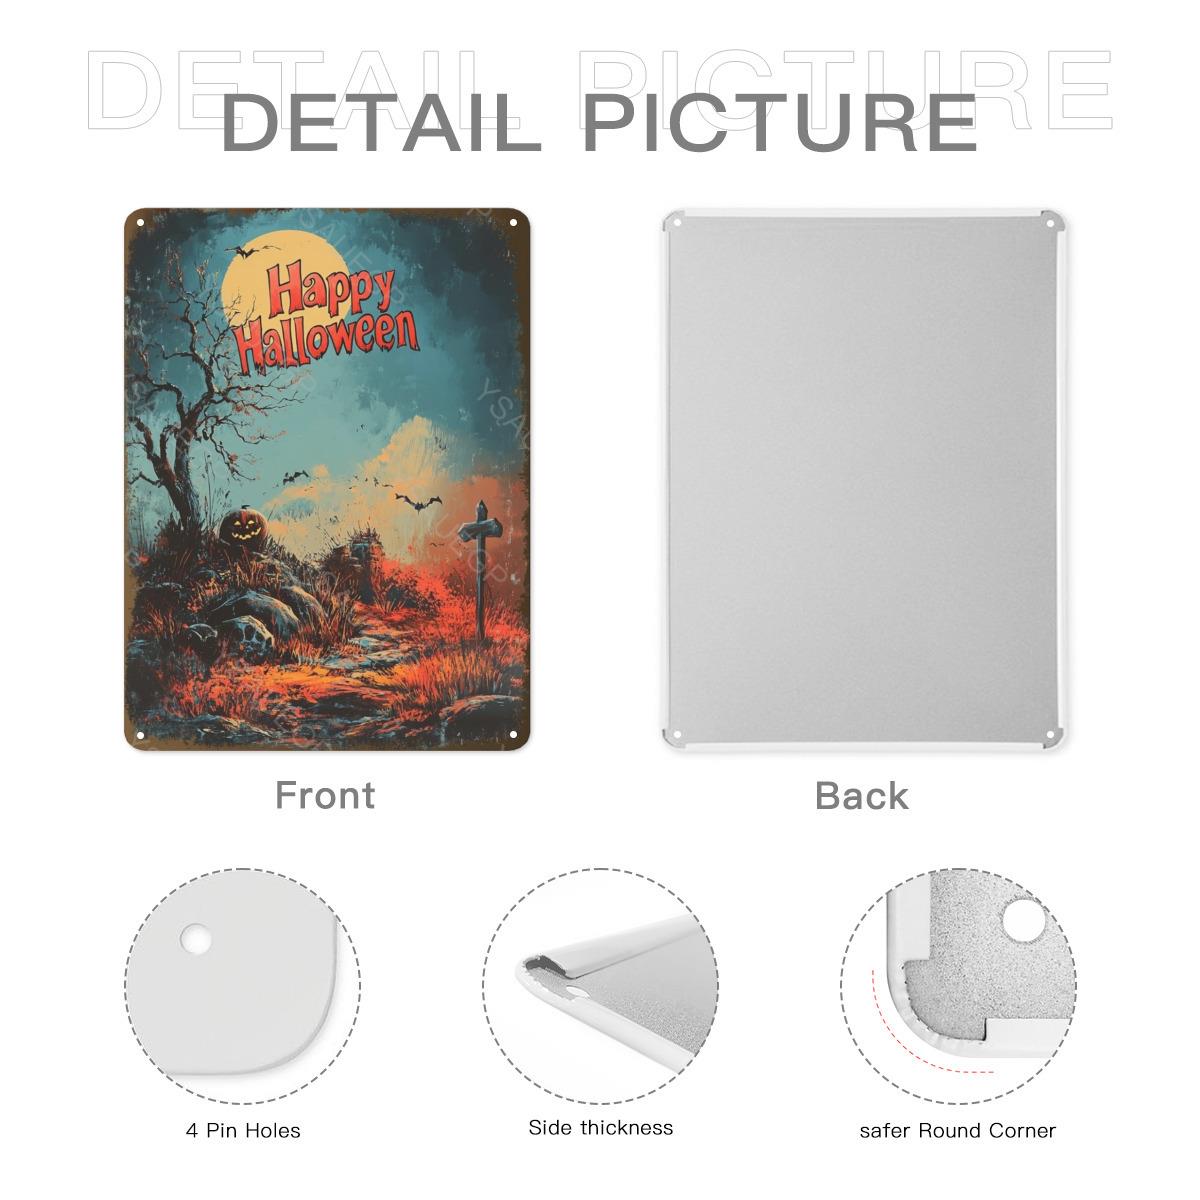 DETAIL PICTURE
DETAIL PICTURE
Happy
Halloween
Front
Back
4 Pin Holes
Side thickness
safer Round Corner